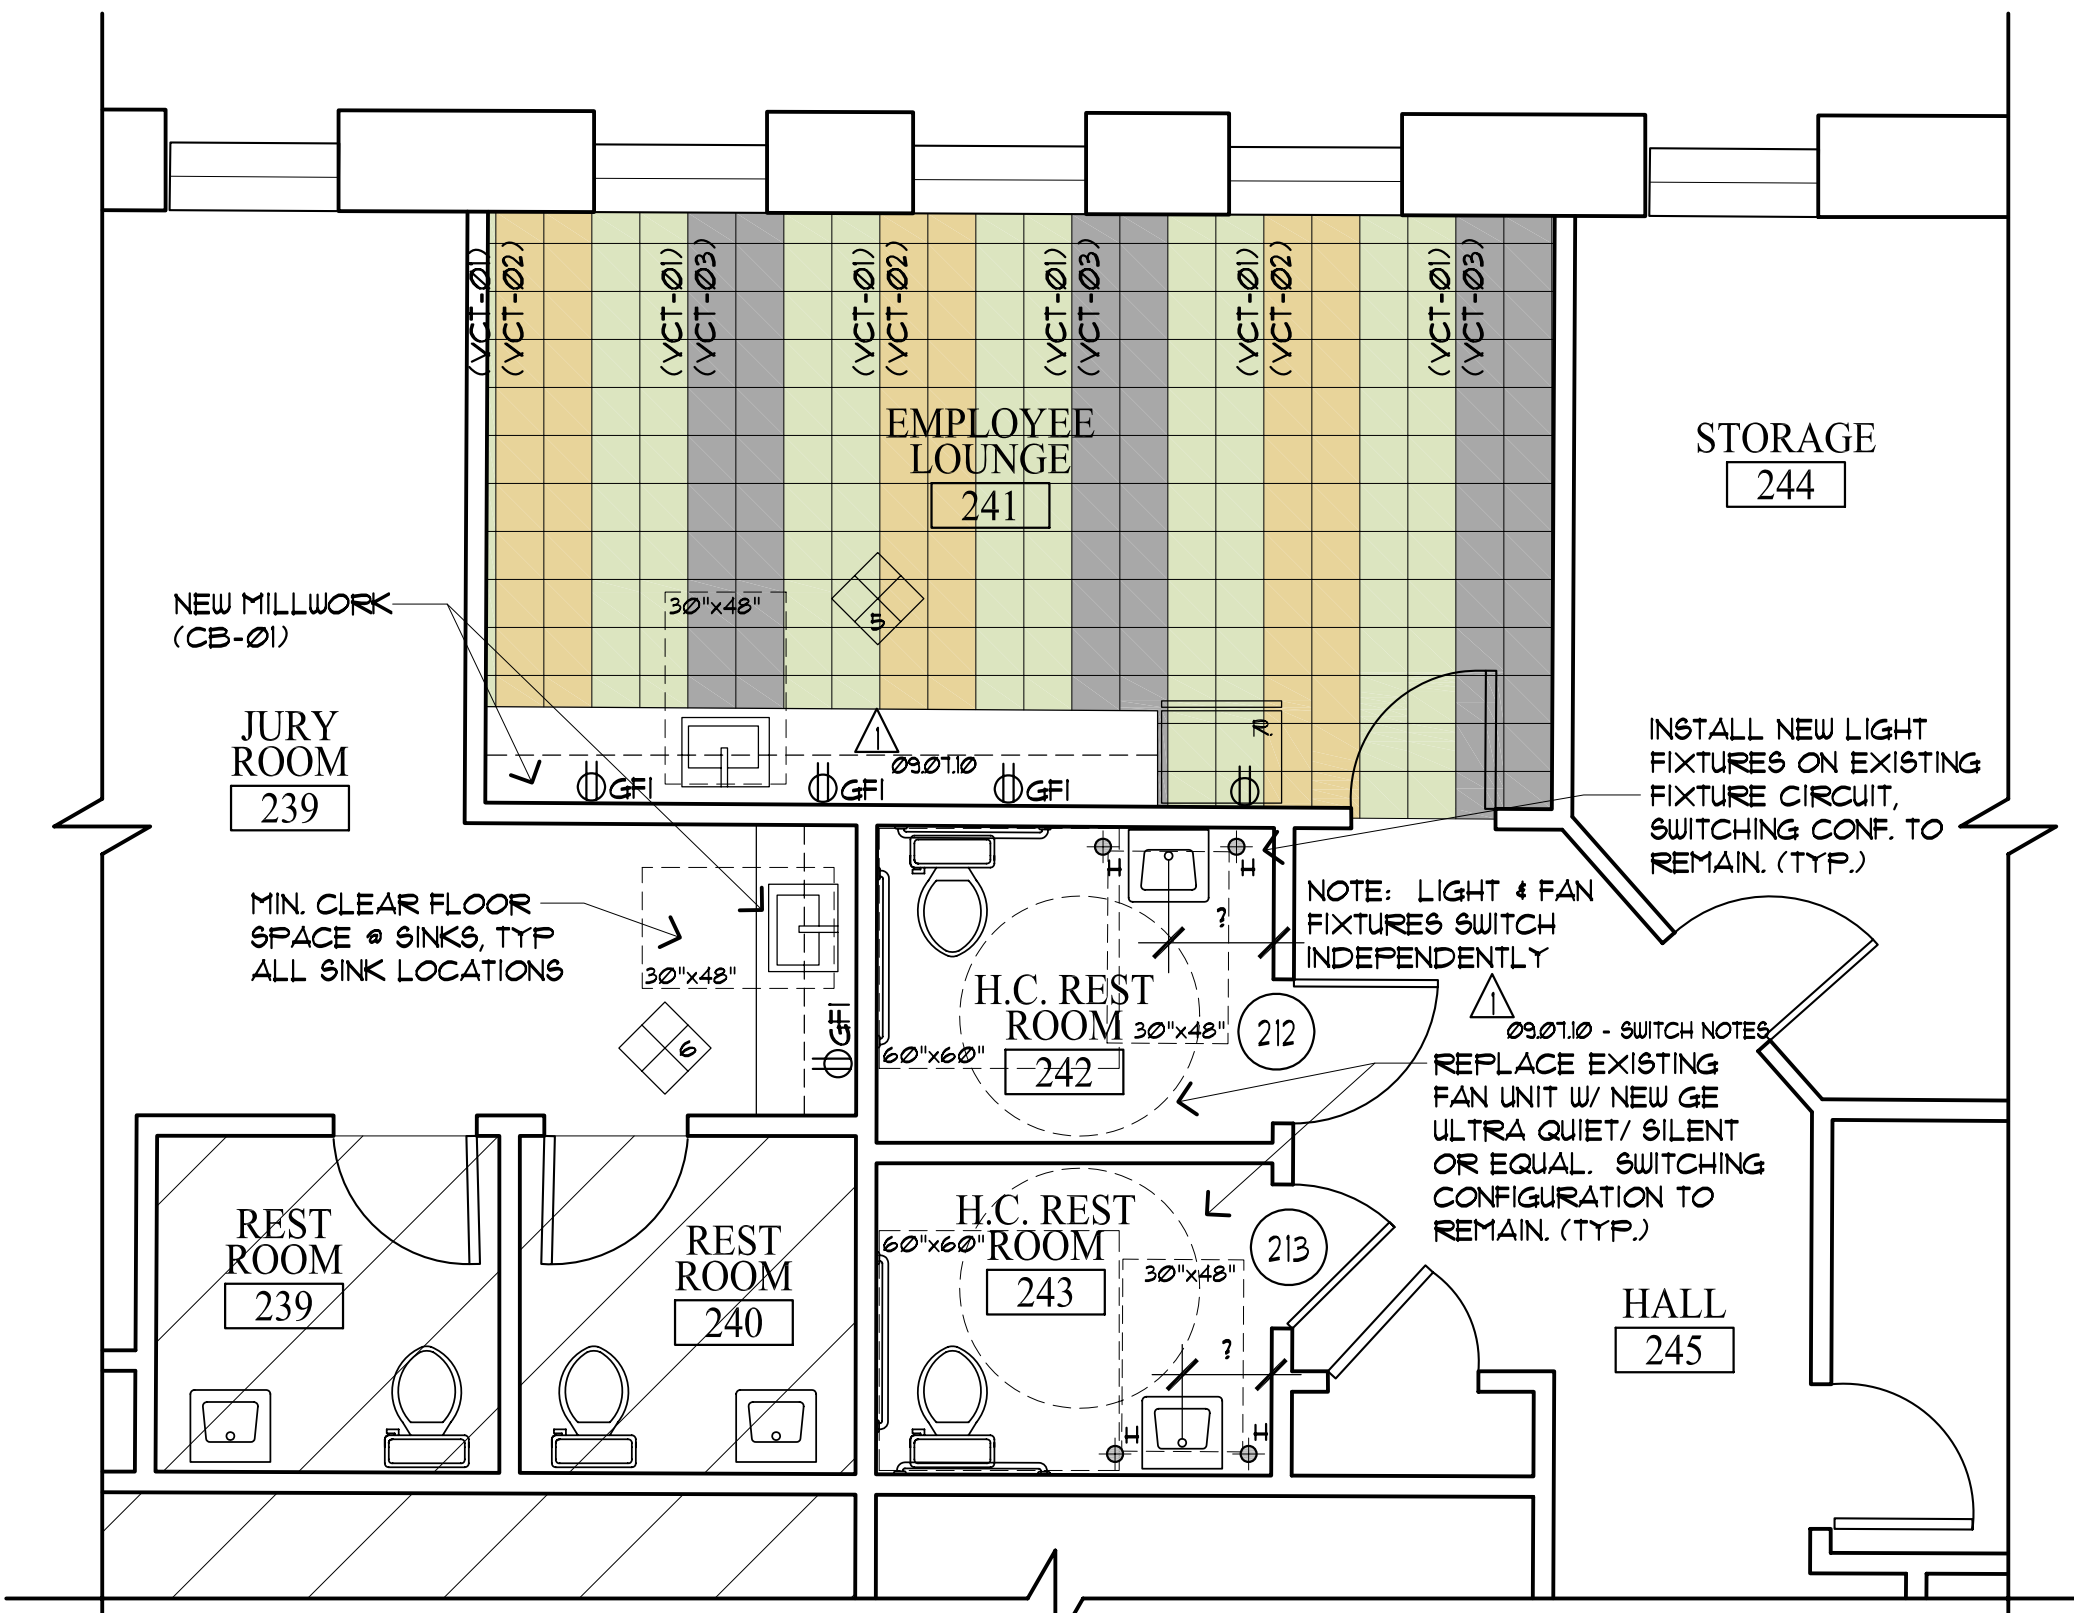 (VCT-01)
(VCT-02)
(VCT-01)
(VCT-03)
(VCT-01)
(VCT-02)
(VCT-01)
(VCT-03)
(VCT-01)
(VCT-02)
(VCT-01)
(VCT-03)
EMPLOYEE
LOUNGE
241
STORAGE
244
30"x48"
5
NEW MILLWORK
(CB-01)
JURY
ROOM
239
1
09.07.10
R.
GFI
GFI
GFI
INSTALL NEW LIGHT
FIXTURES ON EXISTING
FIXTURE CIRCUIT,
SWITCHING CONF. TO
REMAIN. (TYP.)
MIN. CLEAR FLOOR
SPACE @ SINKS, TYP
ALL SINK LOCATIONS
30"x48"
6
GFI
H
H
?
NOTE: LIGHT & FAN
FIXTURES SWITCH
INDEPENDENTLY
1
09.07.10 - SWITCH NOTES
H.C. REST
ROOM
242
30"x48"
60"x60"
212
REPLACE EXISTING
FAN UNIT W/ NEW GE
ULTRA QUIET/ SILENT
OR EQUAL. SWITCHING
CONFIGURATION TO
REMAIN. (TYP.)
REST
ROOM
239
REST
ROOM
240
H.C. REST
ROOM
243
60"x60"
30"x48"
213
?
H
H
HALL
245